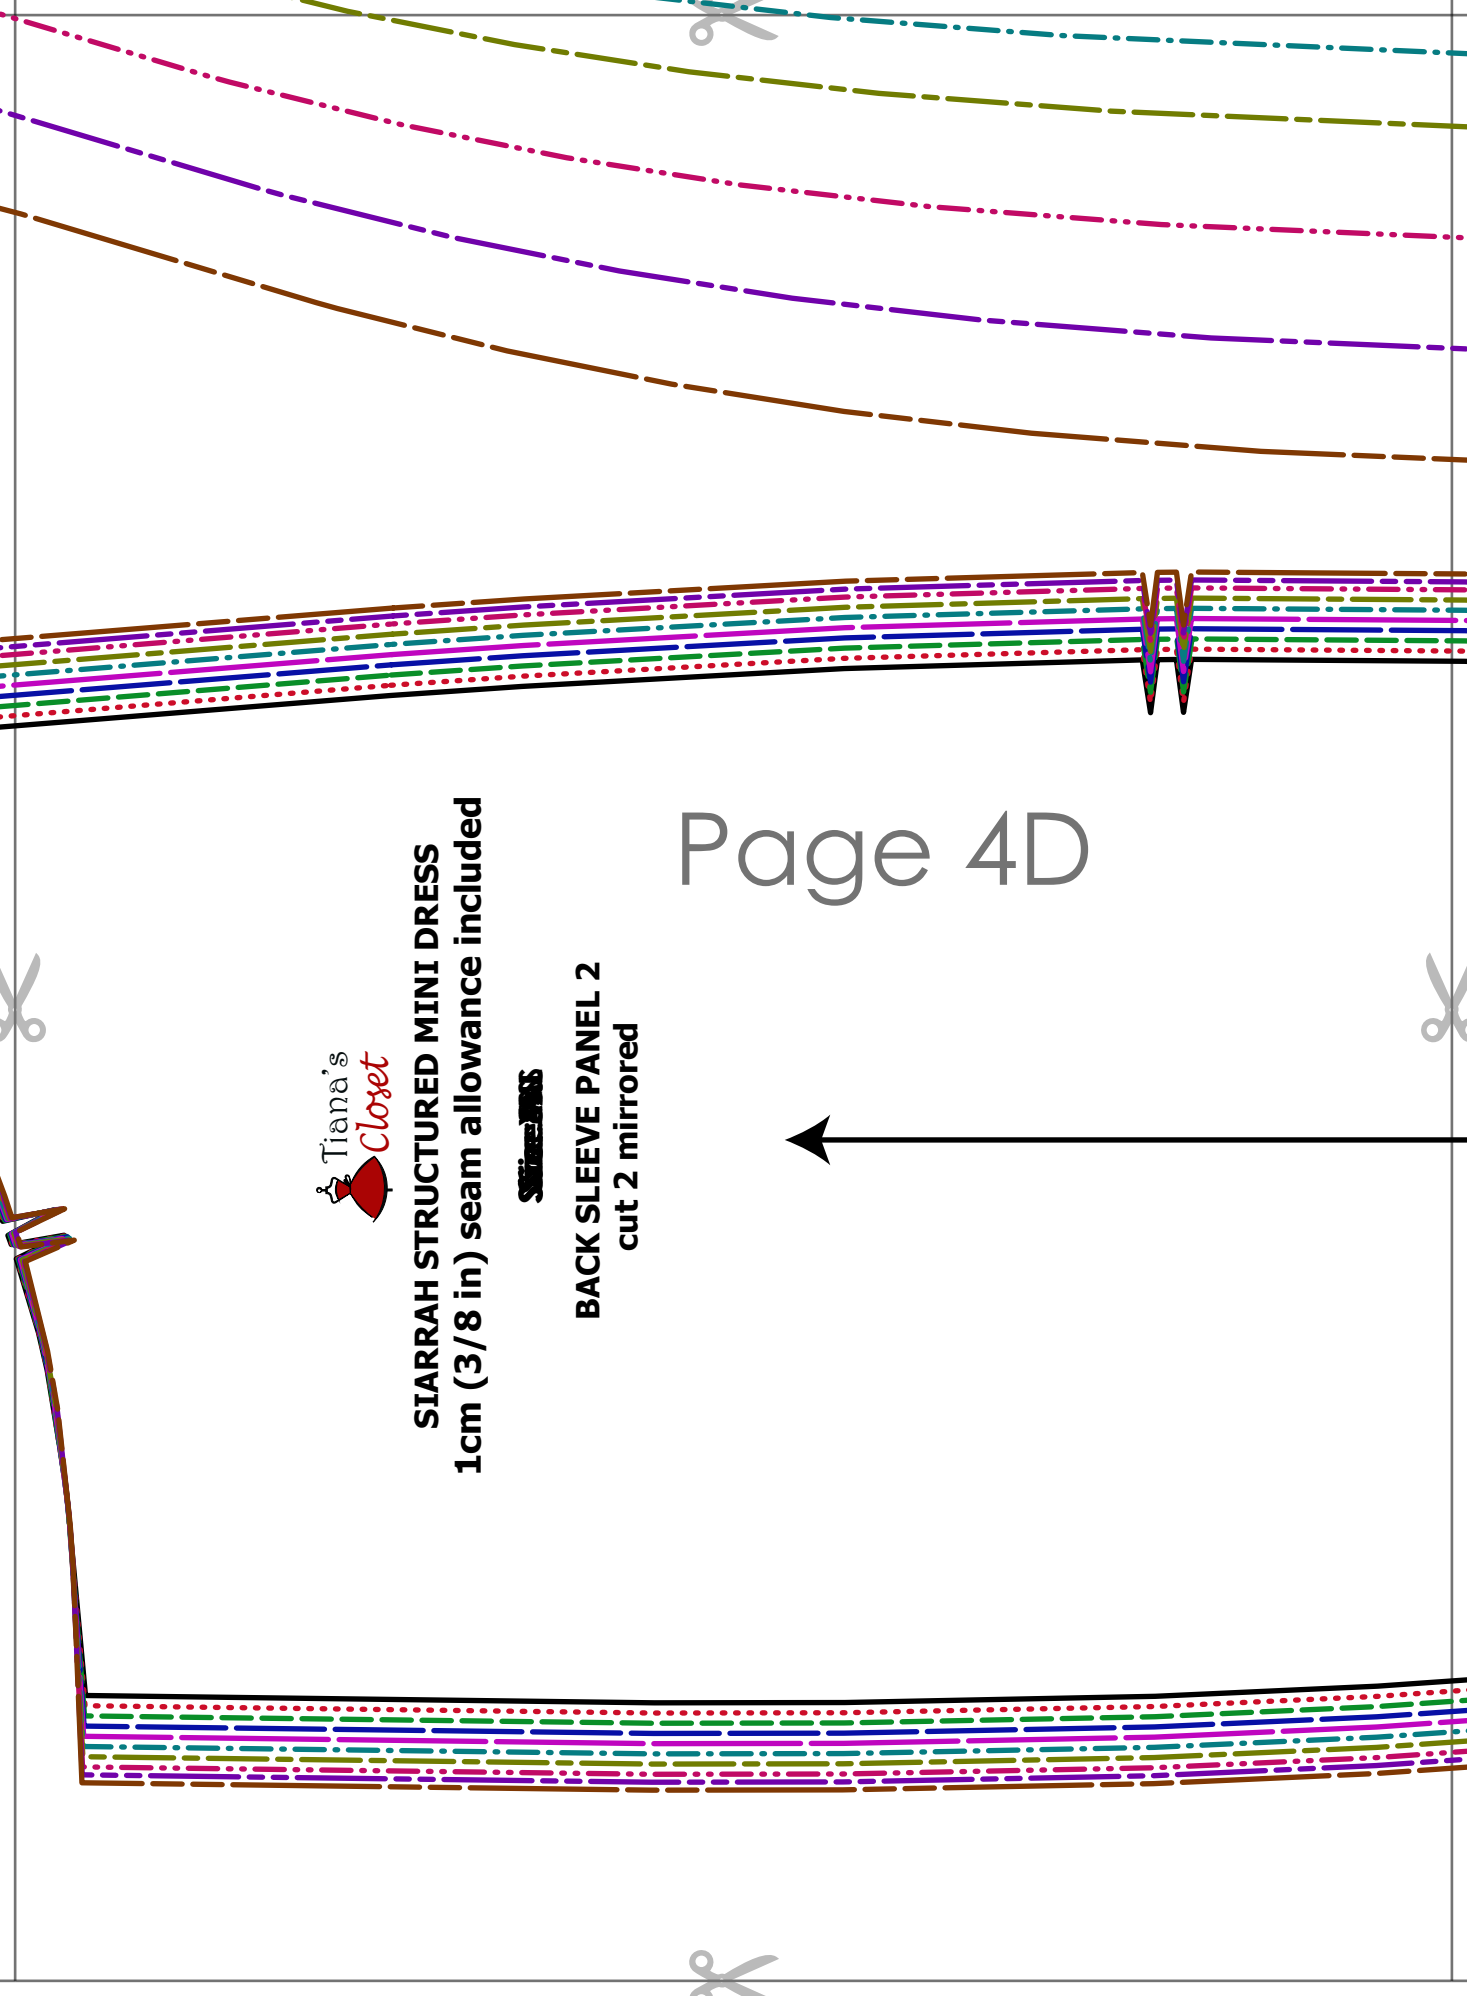 Page 4D
Tiana's
Closet
SIARRAH STRUCTURED MINI DRESS
1cm (3/8 in) seam allowance included
BACK SLEEVE PANEL 2
cut 2 mirrored